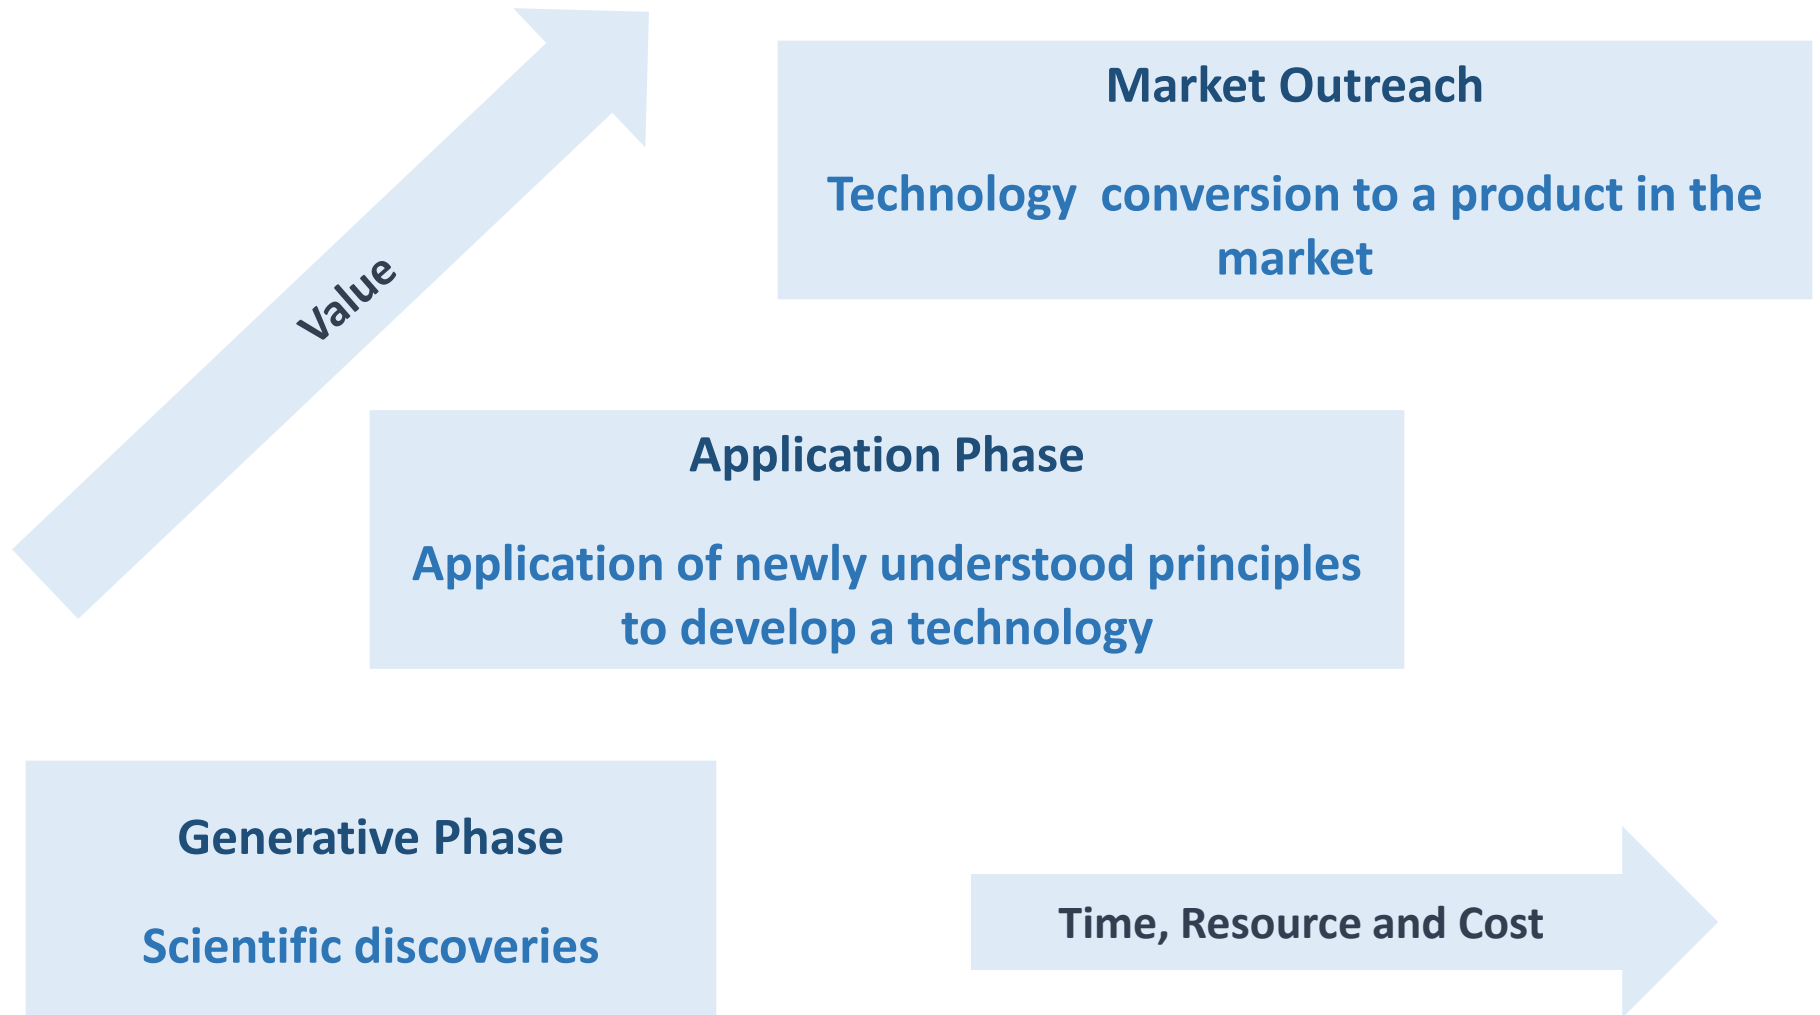 Market Outreach
Technology  conversion to a product in the
market
Value
Application Phase
Application of newly understood principles
to develop a technology
Generative Phase
Scientific discoveries
Time, Resource and Cost